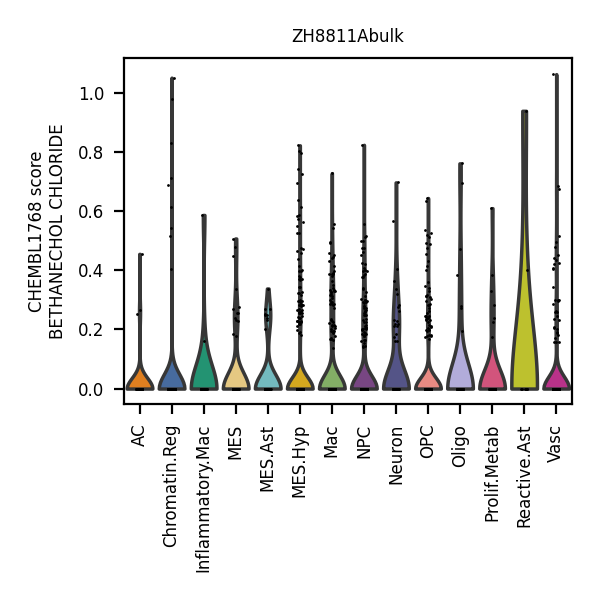 ZH8811Abulk
CHEMBL1768 score
BETHANECHOL CHLORIDE
1.0
0.8
0.6
0.4
0.2
0.0
AC
Chromatin.Reg
Inflammatory.Mac
MES
MES.Ast
MES.Hyp
Mac
NPC
Neuron
OPC
Oligo
Prolif.Metab
Reactive.Ast
Vasc